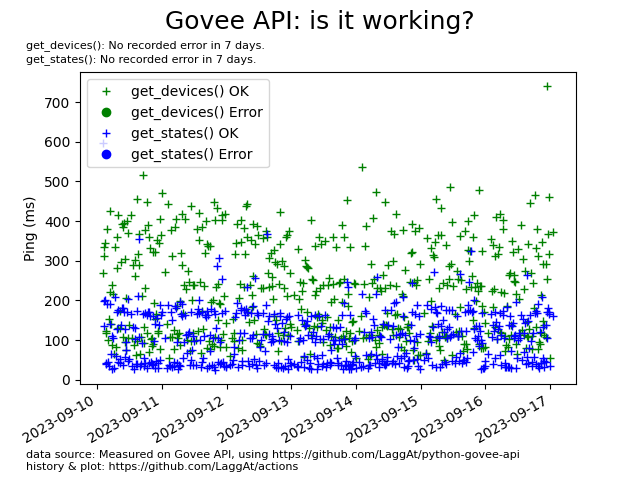 Govee API: is it working?
get_devices(): No recorded error in 7 days.
get_states(): No recorded error in 7 days.
get_devices() OK
get_devices() Error
get_states() OK
get_states() Error
Ping (ms)
700
600
500
400
300
200
100
0
2023-09-10
2023-09-11
2023-09-12
2023-09-13
2023-09-14
2023-09-15
2023-09-16
2023-09-17
data source: Measured on Govee API, using https://github.com/LaggAt/python-govee-api
history & plot: https://github.com/LaggAt/actions